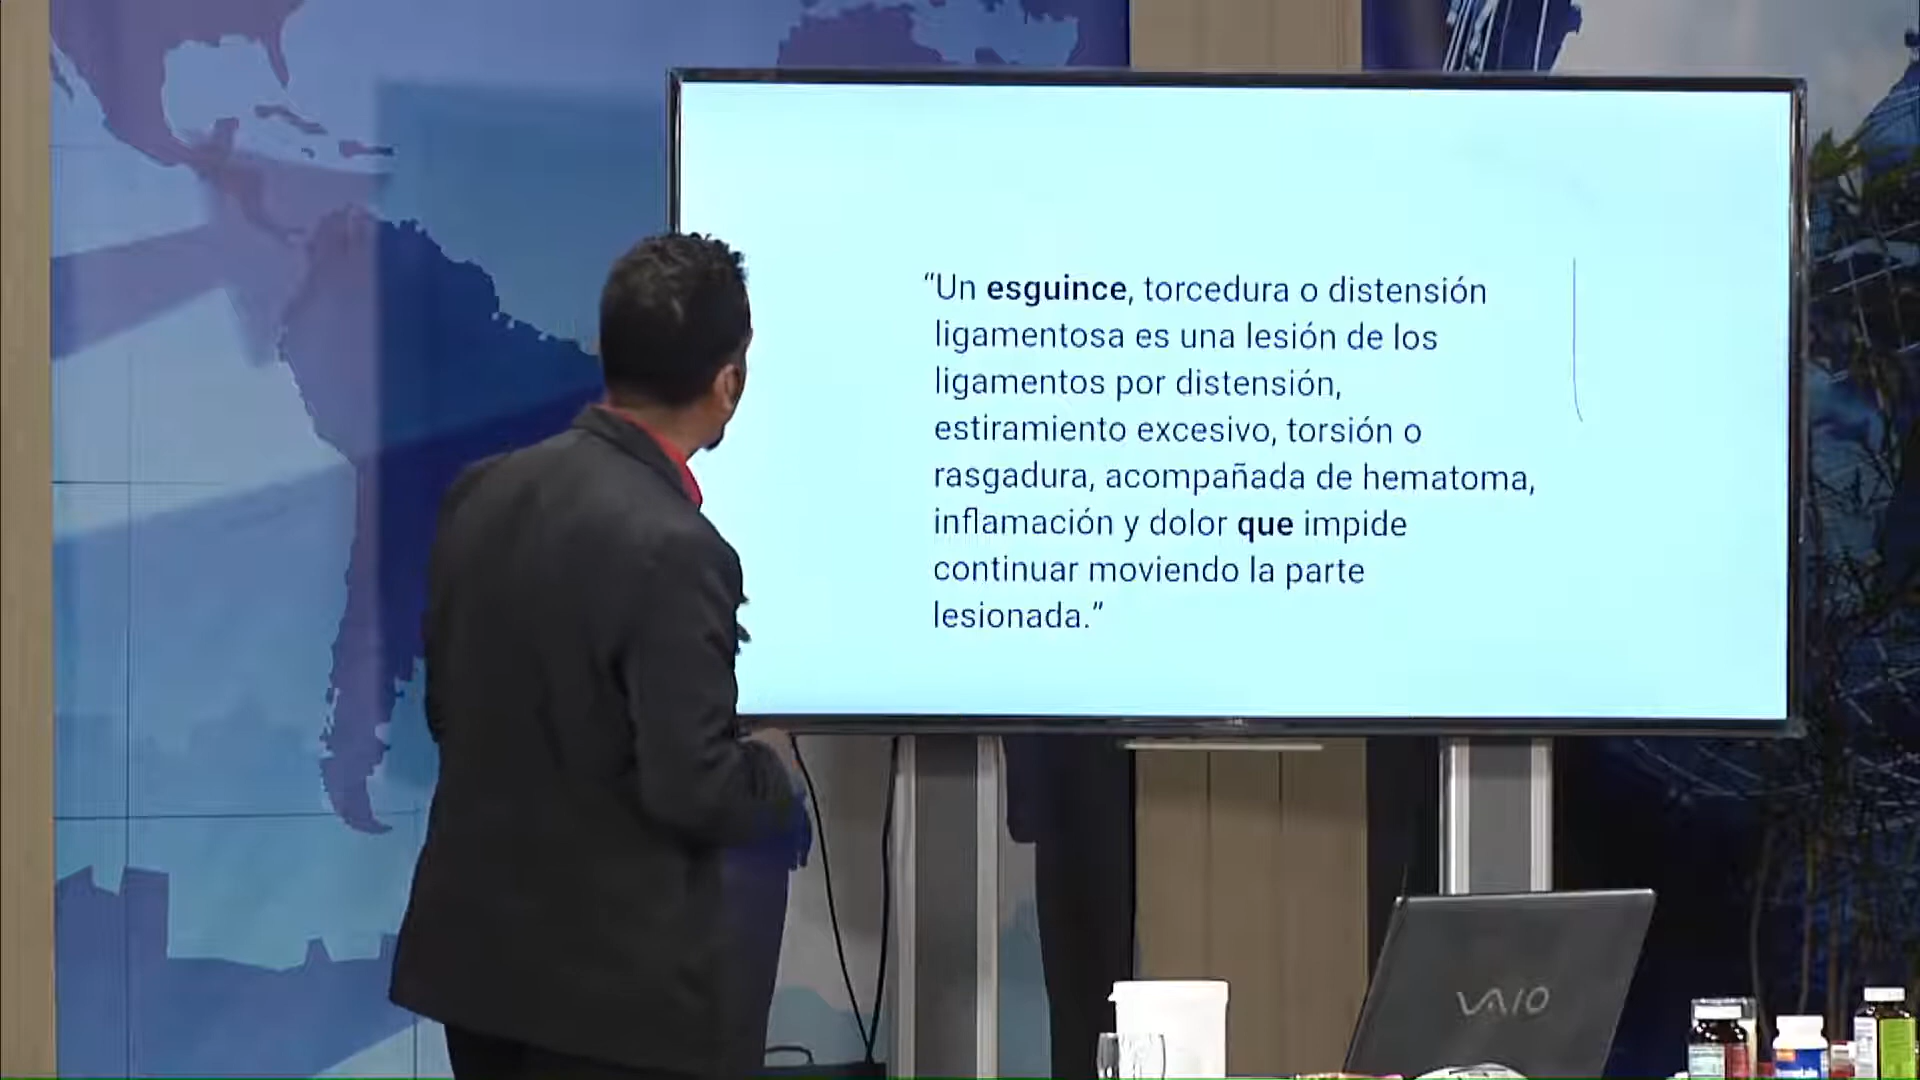 “Un esguince, torcedura o distensión
ligamentosa es una lesión de los
ligamentos por distensión,
estiramiento excesivo, torsión o
rasgadura, acompañada de hematoma,
inflamación y dolor que impide
continuar moviendo la parte
lesionada.”
VAIO